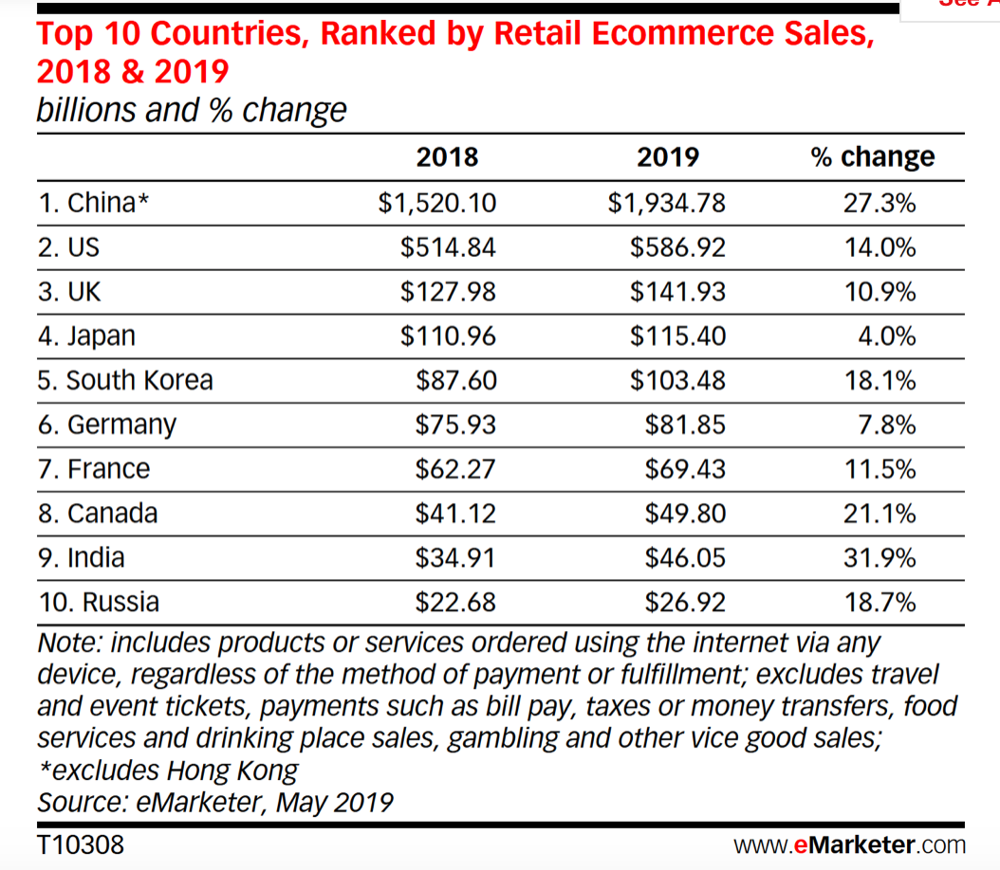 Top 10 Countries, Ranked by Retail Ecommerce Sales,
2018 & 2019
billions and % change
2018 2019 % change
1. China* $1,520.10 $1,934.78 27.3%
2. US $514.84 $586.92 14.0%
3. UK $127.98 $141.93 10.9%
4. Japan $110.96 $115.40 4.0%
5. South Korea $87.60 $103.48 18.1%
6. Germany $75.93 $81.85 7.8%
7. France $62.27 $69.43 11.5%
8. Canada $41.12 $49.80 21.1%
9. India $34.91 $46.05 31.9%
10. Russia $22.68 $26.92 18.7%
Note: includes products or services ordered using the internet via any
device, regardless of the method of payment or fulfillment; excludes travel
and event tickets, payments such as bill pay, taxes or money transfers, food
services and drinking place sales, gambling and other vice good sales;
*excludes Hong Kong
Source: eMarketer, May 2019
T10308 www.eMarketer.com